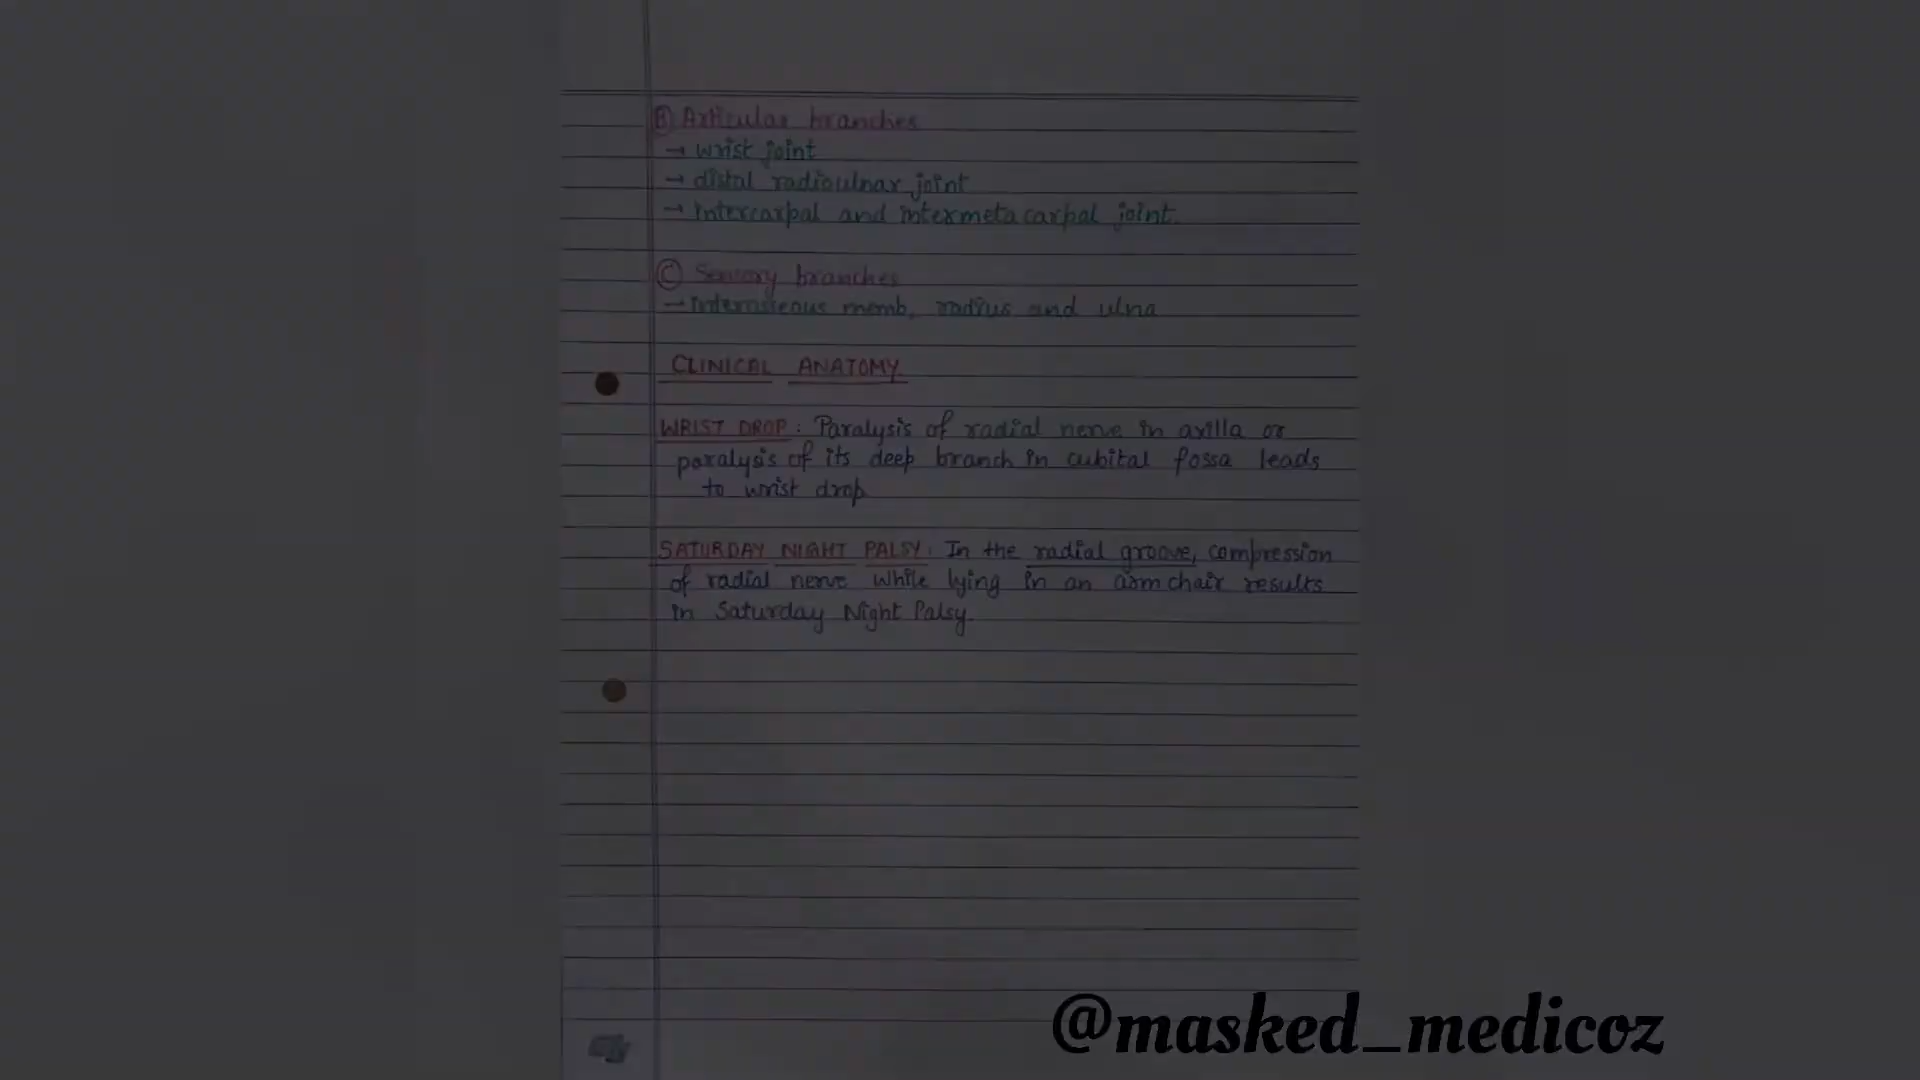 Ⓑ Articular branches
→ wrist joint
→ distal radioulnar joint
→ intercarpal and intermetacarpal joint.
Ⓒ Sensory branches
→ interosseous memb, radius and ulna
CLINICAL ANATOMY.
WRIST DROP: Paralysis of radial nerve in axilla or
paralysis of its deep branch in cubital fossa leads
to wrist drop
SATURDAY NIGHT PALSY: In the radial groove, compression
of radial nerve while lying in an arm chair results
in Saturday Night Palsy.
@masked_medicoz